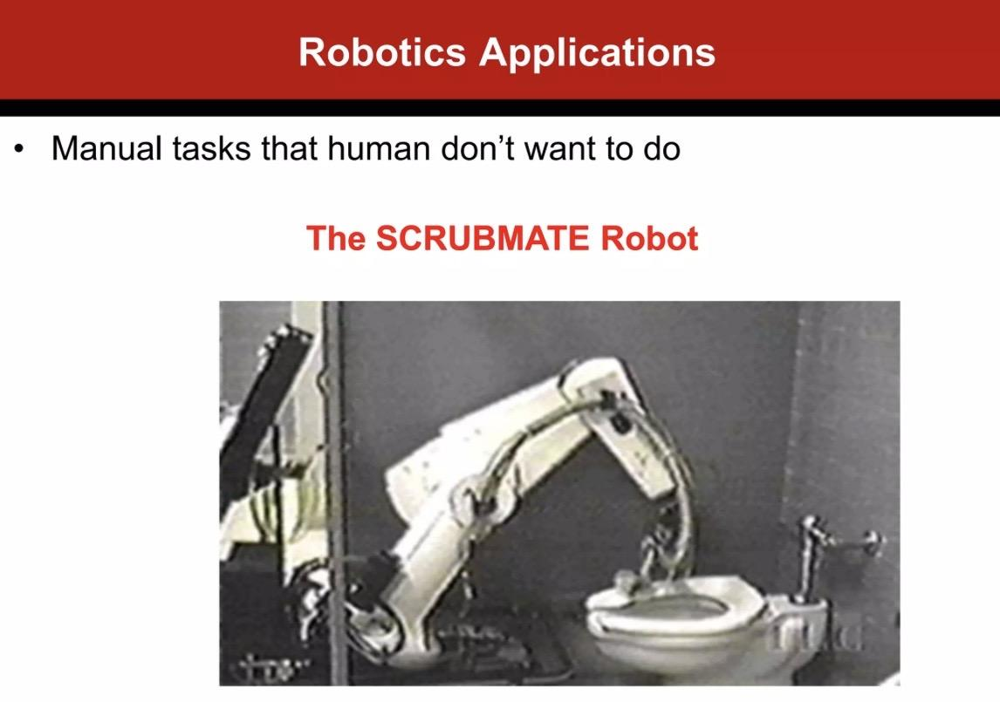 Robotics Applications
• Manual tasks that human don’t want to do
The SCRUBMATE Robot